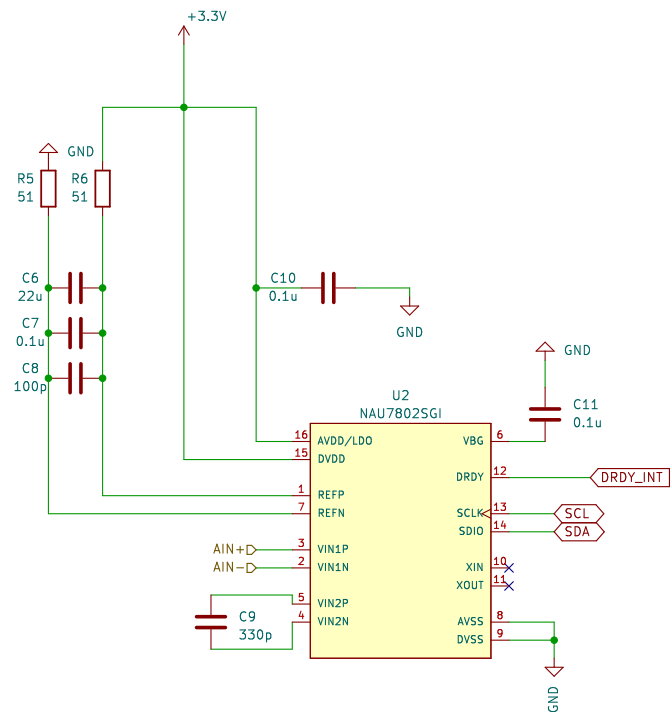 +3.3V
GND
R5
51
R6
51
C6
22u
C7
0.1u
C8
100p
C10
0.1u
GND
GND
C11
0.1u
U2
NAU7802SGI
16
AVDD/LDO
VBG
6
15
DVDD
DRDY
12
DRDY_INT
1
REFP
7
REFN
SCLK
13
SCL
SDIO
14
SDA
AIN+
3
VIN1P
AIN-
2
VIN1N
XIN
10
XOUT
11
5
VIN2P
4
VIN2N
C9
330p
AVSS
8
DVSS
9
GND